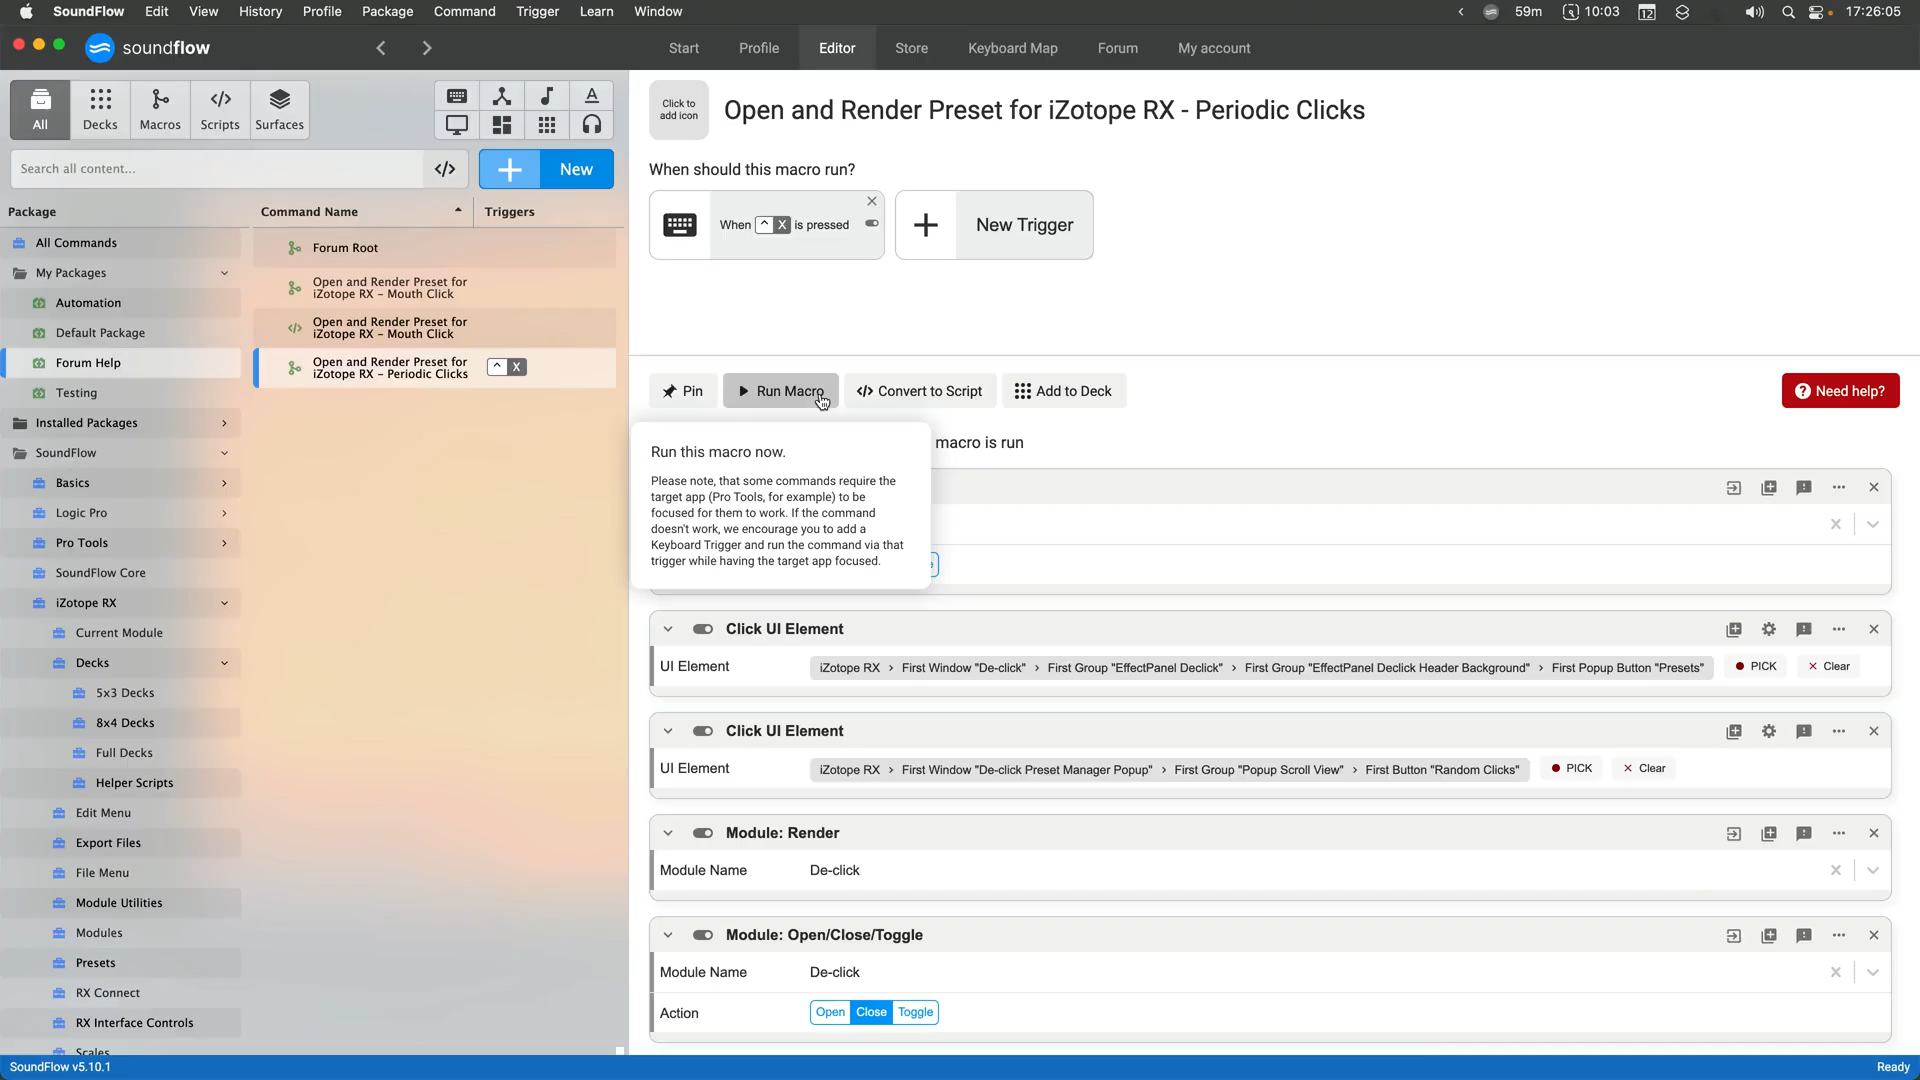 SoundFlow Edit View History Profile Package Command Trigger Learn Window 59m 10:03 12 17:26:05
soundflow Start Profile Editor Store Keyboard Map Forum My account
All Decks Macros Scripts Surfaces
Search all content... New
Package Command Name Triggers
All Commands
My Packages
Automation
Default Package
Forum Help
Testing
Installed Packages
SoundFlow
Basics
Logic Pro
Pro Tools
SoundFlow Core
iZotope RX
Current Module
Decks
5x3 Decks
8x4 Decks
Full Decks
Helper Scripts
Edit Menu
Export Files
File Menu
Module Utilities
Modules
Presets
RX Connect
RX Interface Controls
Scales
Forum Root
Open and Render Preset for
iZotope RX – Mouth Click
Open and Render Preset for
iZotope RX – Mouth Click
Open and Render Preset for
iZotope RX – Periodic Clicks ^ X
Click to
add icon
Open and Render Preset for iZotope RX - Periodic Clicks
When should this macro run?
When ^ X is pressed
New Trigger
Pin Run Macro Convert to Script Add to Deck Need help?
macro is run
Run this macro now.
Please note, that some commands require the
target app (Pro Tools, for example) to be
focused for them to work. If the command
doesn't work, we encourage you to add a
Keyboard Trigger and run the command via that
trigger while having the target app focused.
Click UI Element
UI Element iZotope RX › First Window "De-click" › First Group "EffectPanel Declick" › First Group "EffectPanel Declick Header Background" › First Popup Button "Presets" PICK Clear
Click UI Element
UI Element iZotope RX › First Window "De-click Preset Manager Popup" › First Group "Popup Scroll View" › First Button "Random Clicks" PICK Clear
Module: Render
Module Name De-click
Module: Open/Close/Toggle
Module Name De-click
Action Open Close Toggle
SoundFlow v5.10.1 Ready